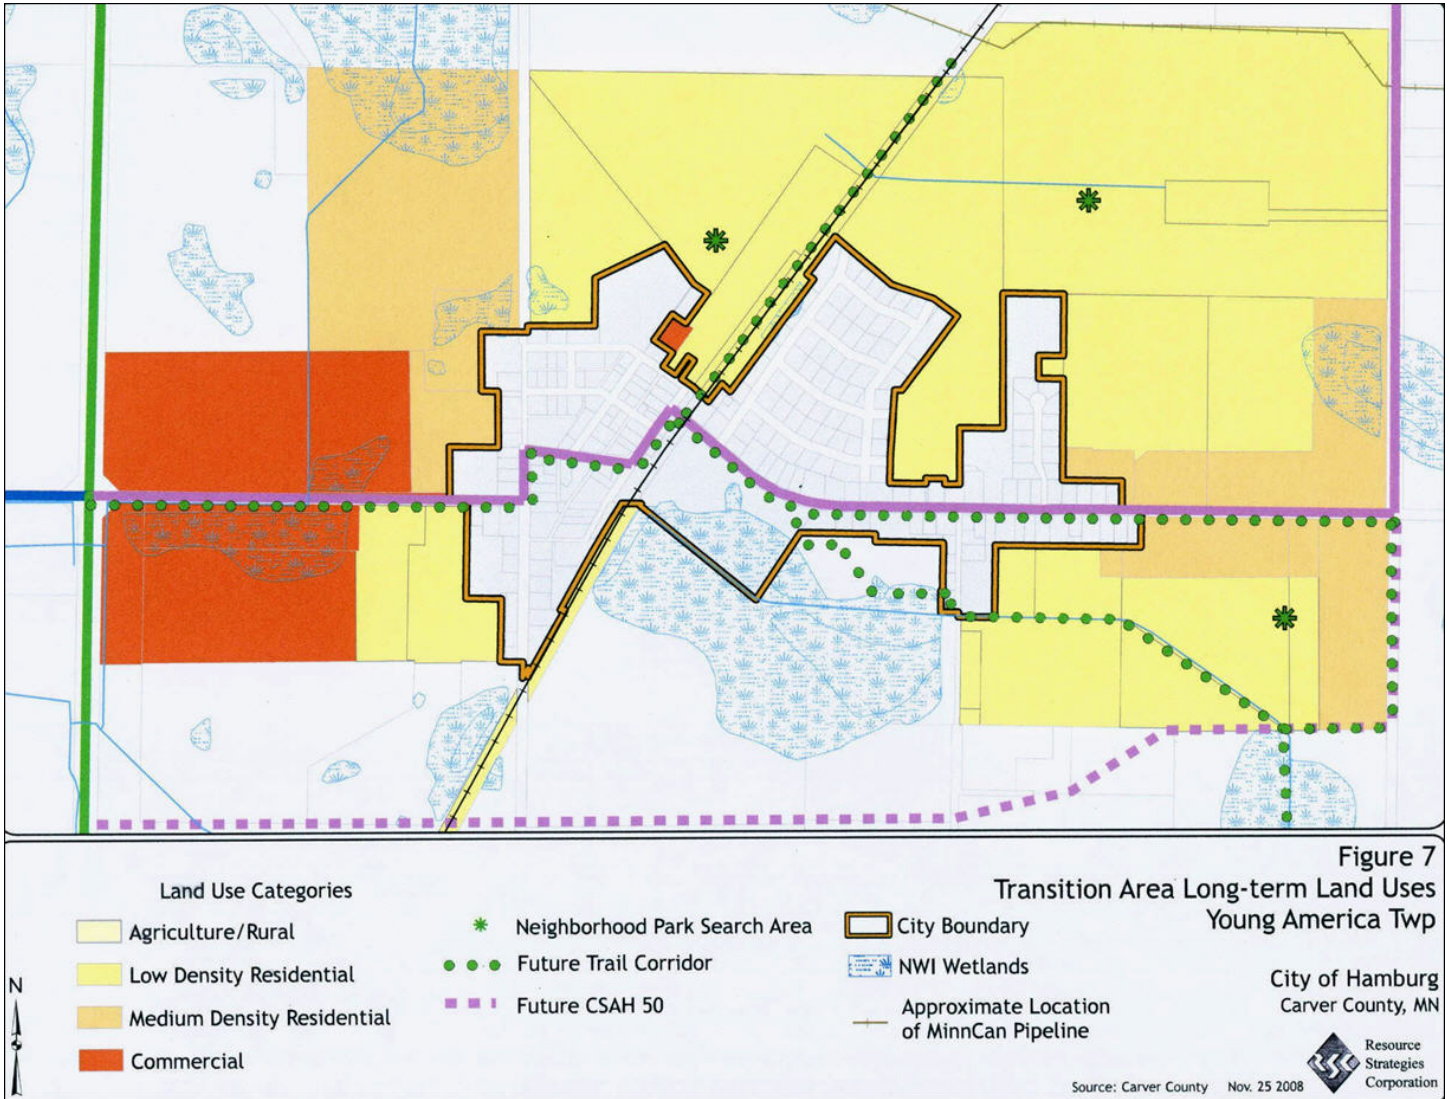 Figure 7
Transition Area Long-term Land Uses
Young America Twp
City of Hamburg
Carver County, MN
Land Use Categories
Agriculture/Rural
Low Density Residential
Medium Density Residential
Commercial
Neighborhood Park Search Area
Future Trail Corridor
Future CSAH 50
City Boundary
NWI Wetlands
Approximate Location
of MinnCan Pipeline
N
RSC
Resource
Strategies
Corporation
Source: Carver County Nov. 25 2008